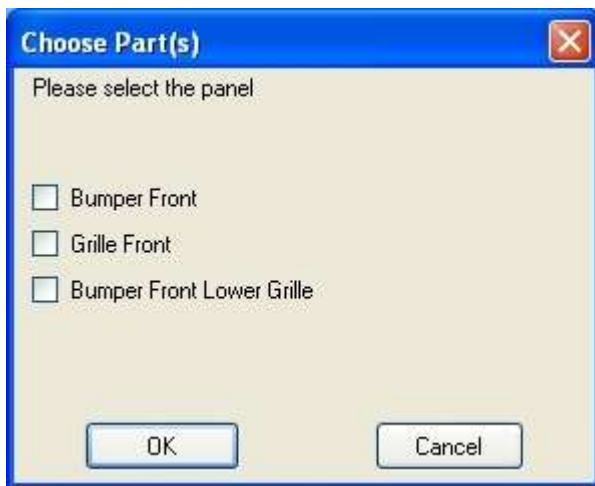 Choose Part(s)
Please select the panel
Bumper Front
Grille Front
Bumper Front Lower Grille
OK Cancel